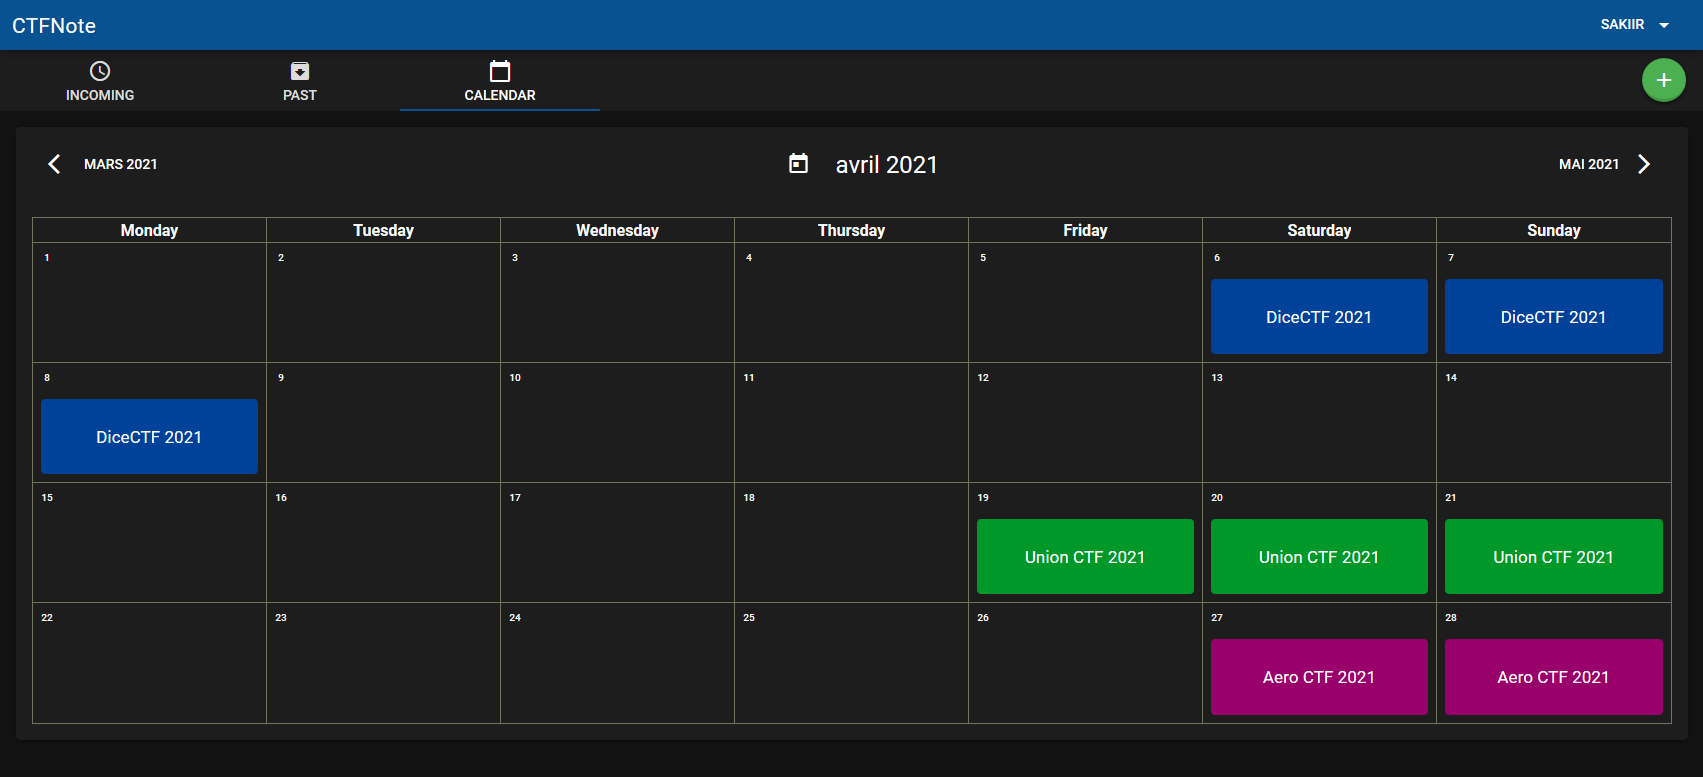 CTFNote
SAKIIR
INCOMING PAST CALENDAR
MARS 2021 avril 2021 MAI 2021
Monday Tuesday Wednesday Thursday Friday Saturday Sunday
1 2 3 4 5 6 7
DiceCTF 2021 DiceCTF 2021
8 9 10 11 12 13 14
DiceCTF 2021
15 16 17 18 19 20 21
Union CTF 2021 Union CTF 2021 Union CTF 2021
22 23 24 25 26 27 28
Aero CTF 2021 Aero CTF 2021